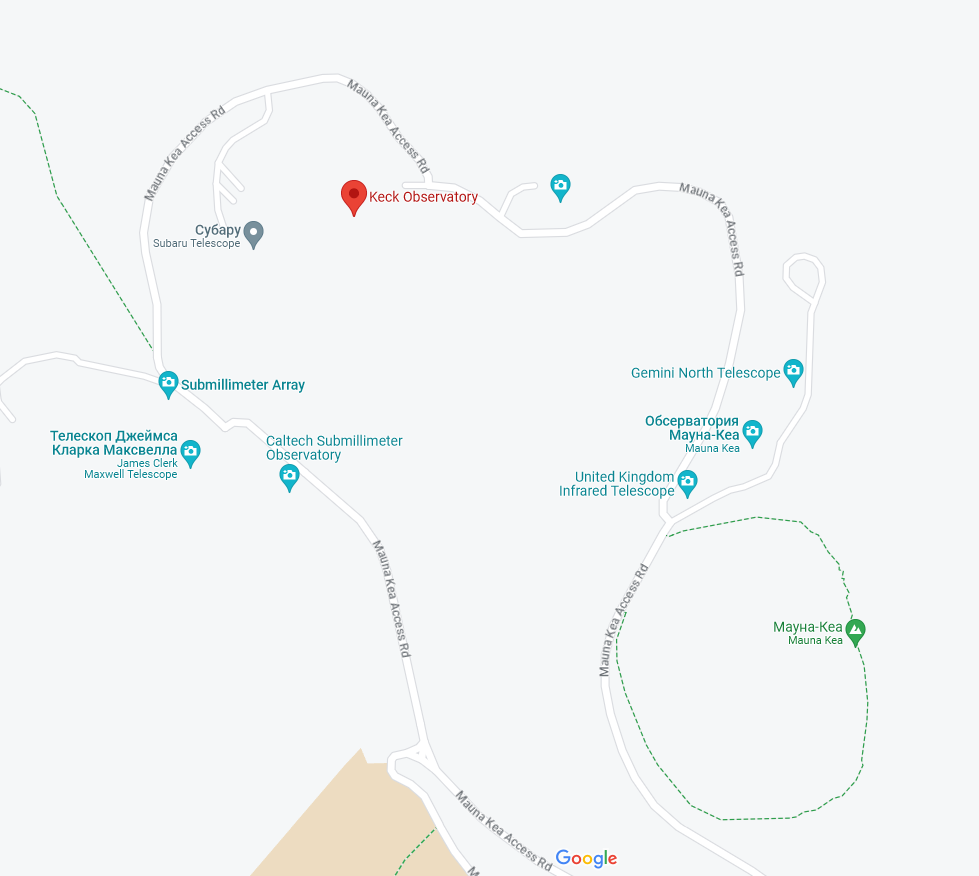 Mauna Kea Access Rd
Mauna Kea Access Rd
Mauna Kea Access Rd
Keck Observatory
Субару
Subaru Telescope
Gemini North Telescope
Submillimeter Array
Обсерватория
Мауна-Кеа
Mauna Kea
Телескоп Джеймса
Кларка Максвелла
James Clerk
Maxwell Telescope
Caltech Submillimeter
Observatory
United Kingdom
Infrared Telescope
Mauna Kea Access Rd
Mauna Kea Access Rd
Мауна-Кеа
Mauna Kea
Mauna Kea Access Rd
Google